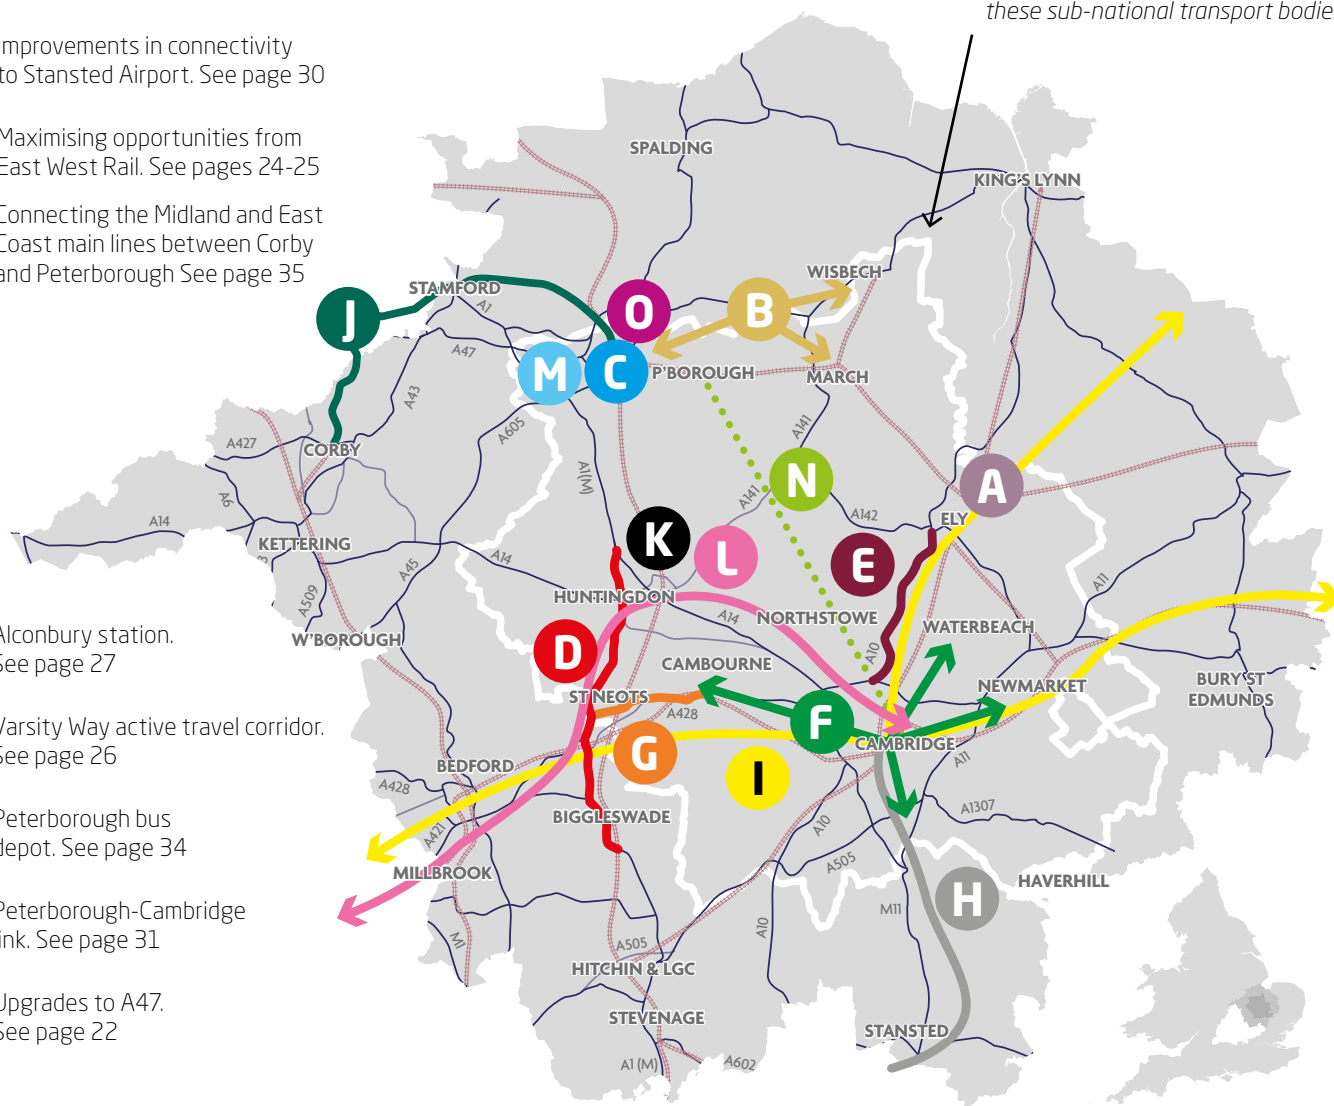 these sub-national transport bodies
mprovements in connectivity
to Stansted Airport. See page 30
Maximising opportunities from
East West Rail. See pages 24-25
Connecting the Midland and East
Coast main lines between Corby
and Peterborough See page 35
Alconbury station.
See page 27
Varsity Way active travel corridor.
See page 26
Peterborough bus
depot. See page 34
Peterborough-Cambridge
link. See page 31
Upgrades to A47.
See page 22
SPALDING
KING'S LYNN
WISBECH
STAMFORD
A1
J
O
B
A47
M
C
P'BOROUGH
MARCH
A43
A605
A141
A427
CORBY
A1(M)
N
A
A6
A141
A14
A142
ELY
KETTERING
K
L
E
A14
A45
A11
A509
HUNTINGDON
A14
NORTHSTOWE
WATERBEACH
W'BOROUGH
D
A10
CAMBOURNE
NEWMARKET
BURY ST
EDMUNDS
ST NEOTS
A428
F
CAMBRIDGE
G
A11
BEDFORD
I
A428
BIGGLESWADE
A1307
A421
A10
MILLBROOK
A505
HAVERHILL
H
M11
A10
M1
A505
HITCHIN & LGC
STEVENAGE
STANSTED
A1 (M)
A602